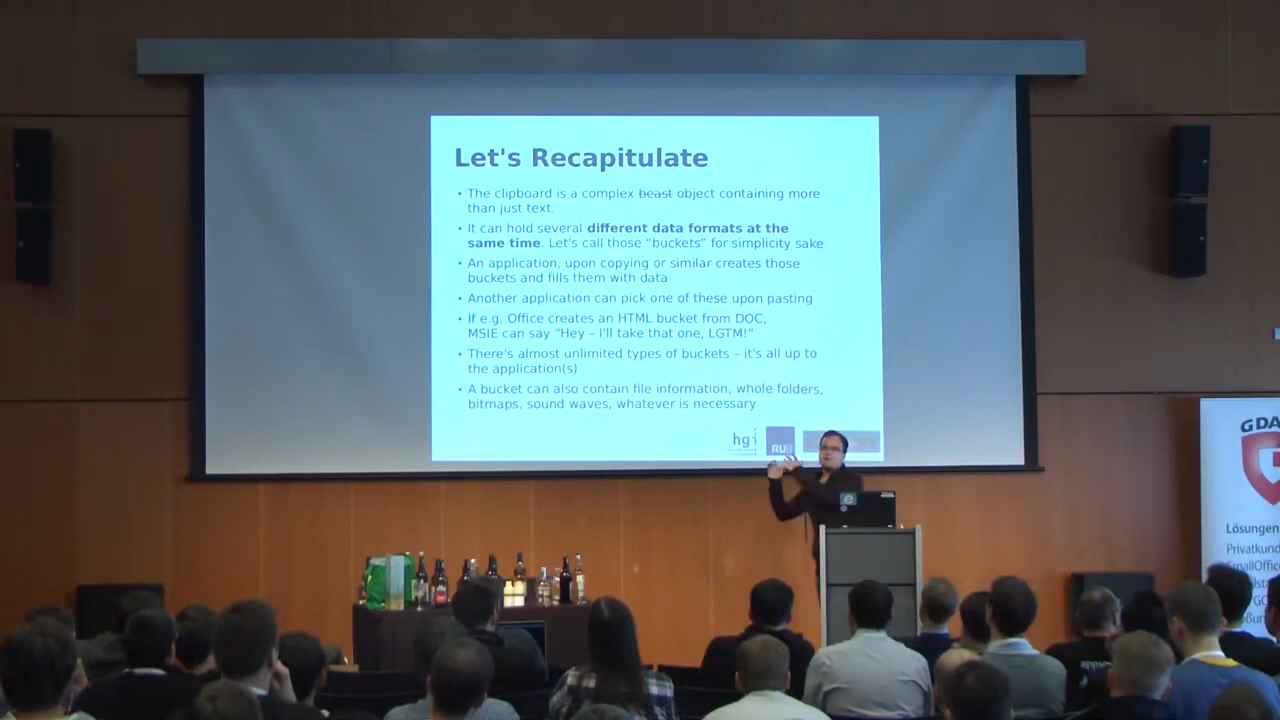 Let's Recapitulate
• The clipboard is a complex beast object containing more
than just text.
• It can hold several different data formats at the
same time. Let's call those “buckets” for simplicity sake
• An application, upon copying or similar creates those
buckets and fills them with data
• Another application can pick one of these upon pasting
• If e.g. Office creates an HTML bucket from DOC,
MSIE can say “Hey – I'll take that one, LGTM!”
• There's almost unlimited types of buckets – it's all up to
the application(s)
• A bucket can also contain file information, whole folders,
bitmaps, sound waves, whatever is necessary
hgi
RUB
GDA
Lösungen
Privatkund
SmallOffice